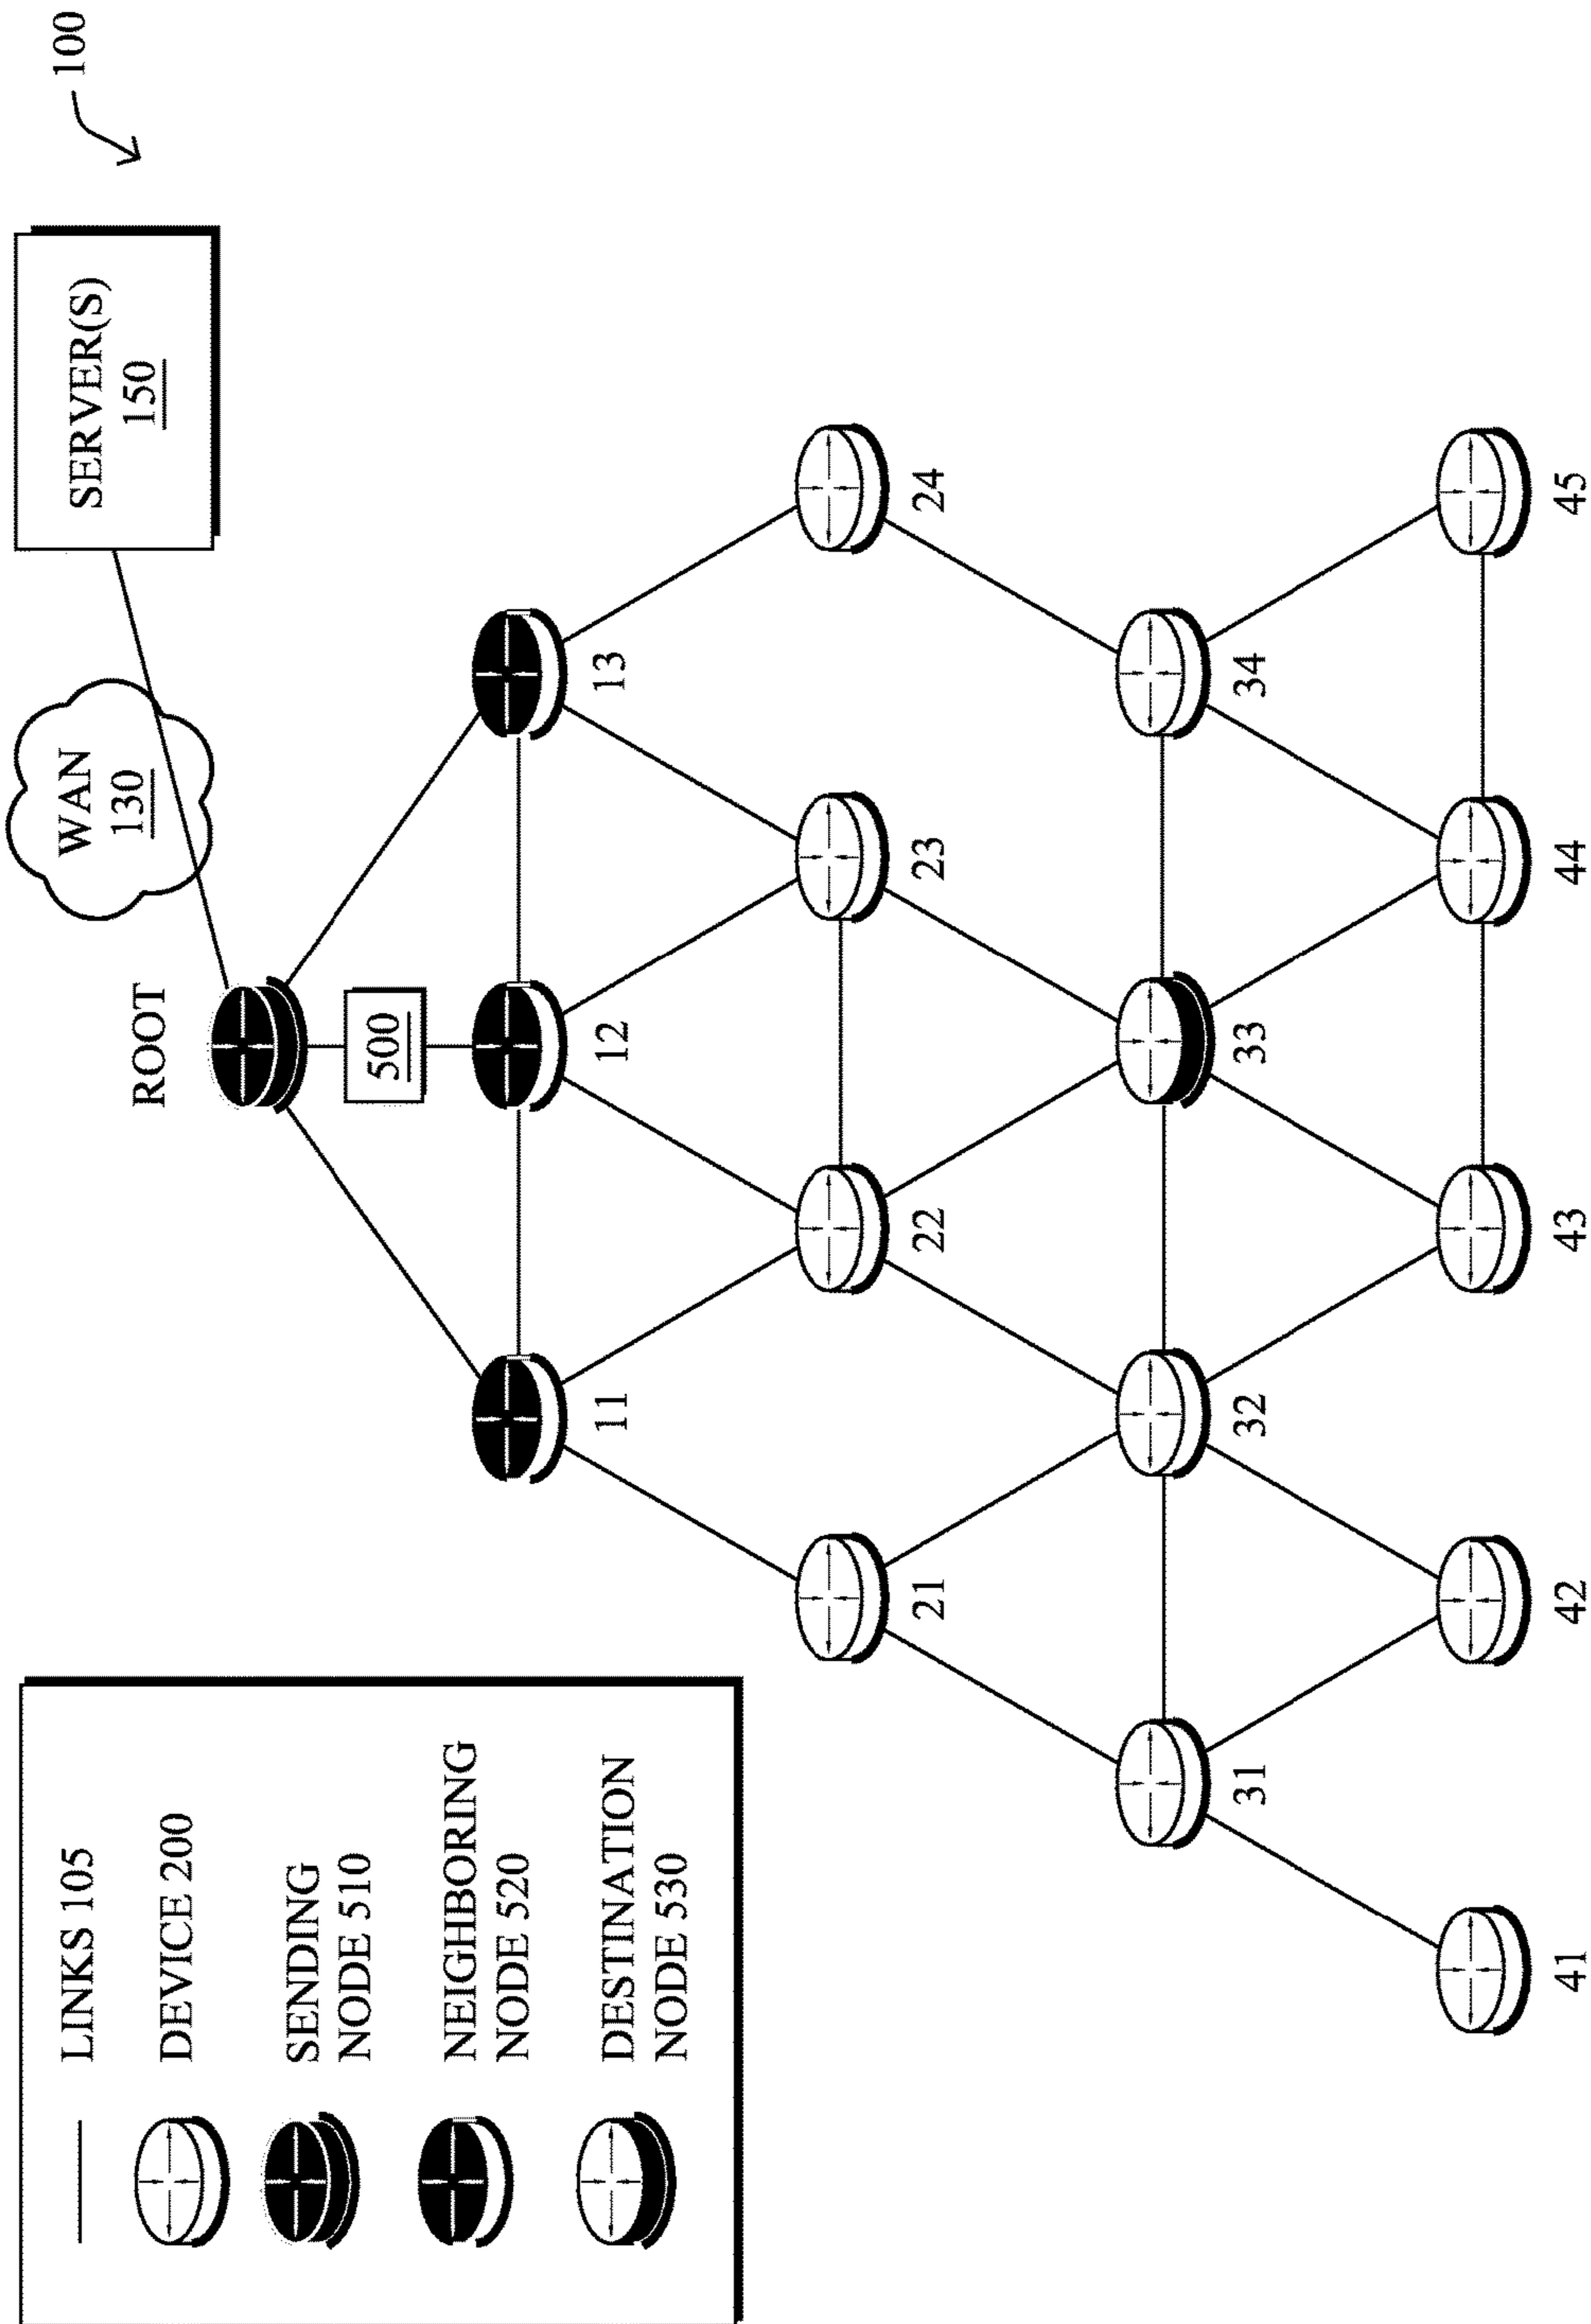 LINKS 105
DEVICE 200
SENDING
NODE 510
NEIGHBORING
NODE 520
DESTINATION
NODE 530
100
SERVER(S)
150
WAN
130
ROOT
500
11
12
13
21
22
23
24
31
32
33
34
41
42
43
44
45